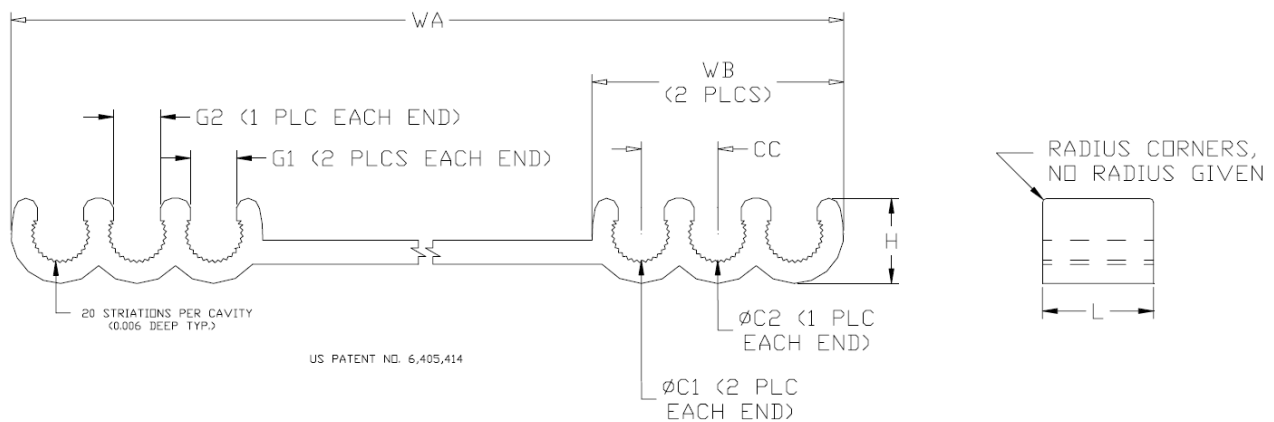 WA
WB
(2 PLCS)
G2 (1 PLC EACH END)
G1 (2 PLCS EACH END)
CC
RADIUS CORNERS,
NO RADIUS GIVEN
H
L
20 STRIATIONS PER CAVITY
(0.006 DEEP TYP.)
US PATENT NO. 6,405,414
ØC2 (1 PLC
EACH END)
ØC1 (2 PLC
EACH END)